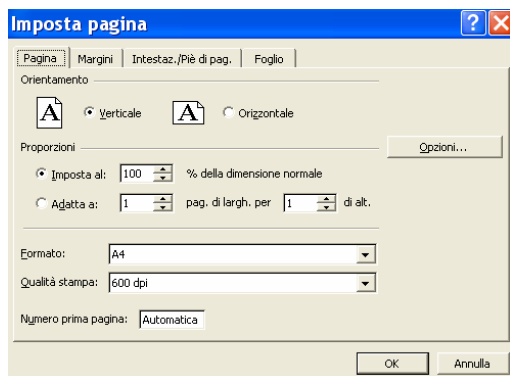 Imposta pagina
Pagina Margini Intestaz./Piè di pag. Foglio
Orientamento
A Verticale A Orizzontale
Proporzioni
Opzioni...
Imposta al: 100 % della dimensione normale
Adatta a: 1 pag. di largh. per 1 di alt.
Formato: A4
Qualità stampa: 600 dpi
Numero prima pagina: Automatica
OK Annulla